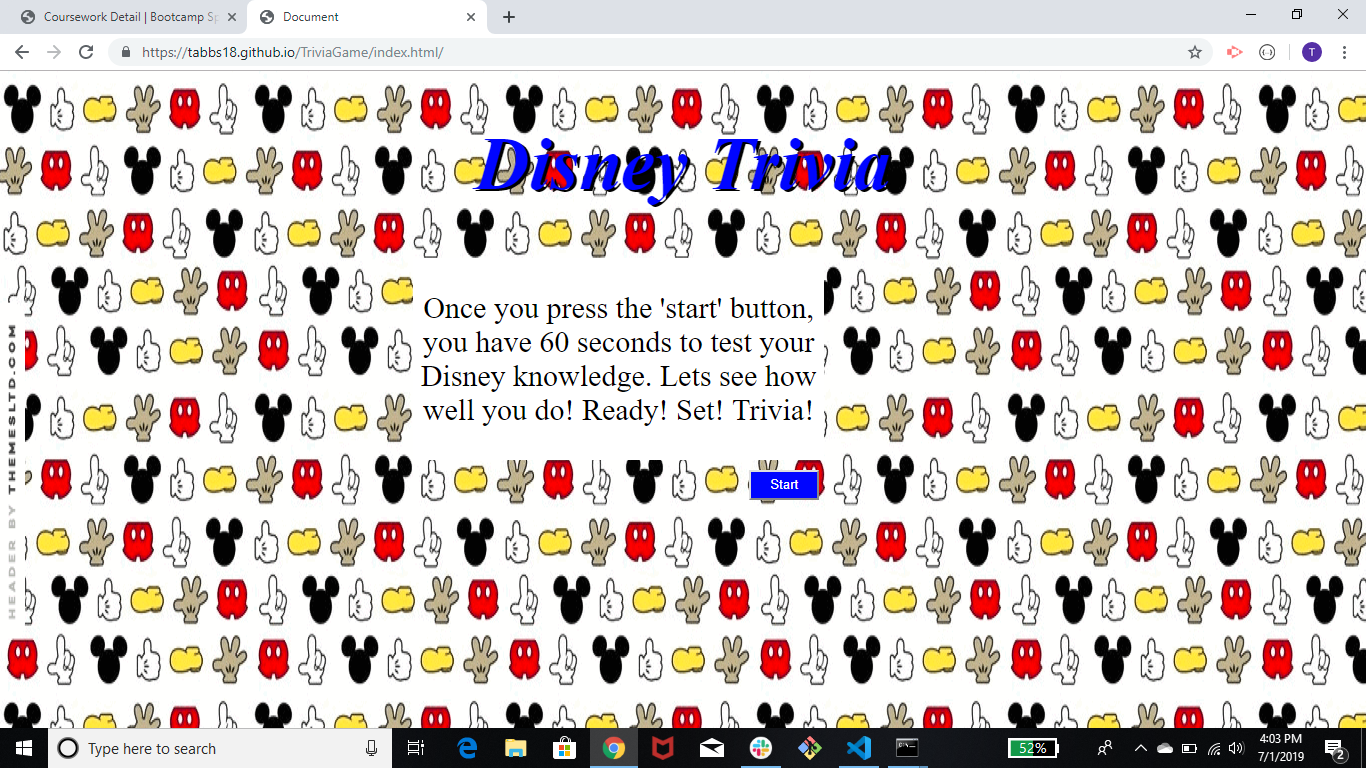 Coursework Detail | Bootcamp Sp
Document
https://tabbs18.github.io/TriviaGame/index.html/
T
Disney Trivia
Once you press the 'start' button,
you have 60 seconds to test your
Disney knowledge. Lets see how
well you do! Ready! Set! Trivia!
Start
HEADER BY THEMESLTD.COM
Type here to search
52%
4:03 PM
7/1/2019
2